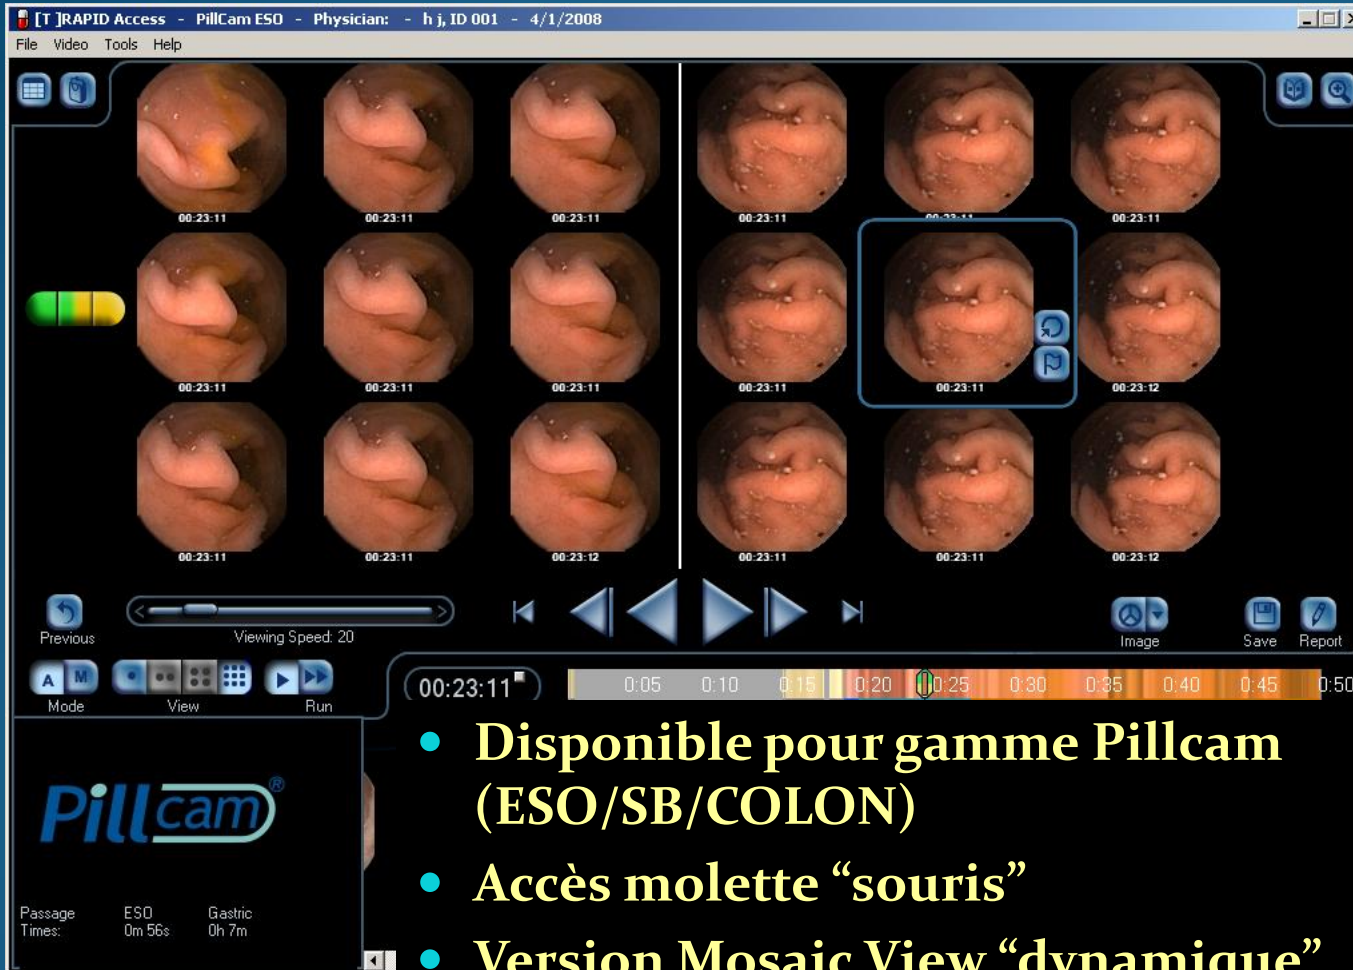 [T ]RAPID Access - PillCam ESO - Physician: - h j, ID 001 - 4/1/2008
File Video Tools Help
00:23:11 00:23:11 00:23:11 00:23:11 00:23:11 00:23:11
00:23:11 00:23:11 00:23:11 00:23:11 00:23:11 00:23:12
00:23:11 00:23:11 00:23:12 00:23:11 00:23:11 00:23:12
Previous Viewing Speed: 20 Image Save Report
A M
Mode View Run
00:23:11 0:05 0:10 0:15 0:20 0:25 0:30 0:35 0:40 0:45 0:50
Pillcam®
Passage ESO Gastric
Times: 0m 56s 0h 7m
• Disponible pour gamme Pillcam
(ESO/SB/COLON)
• Accès molette “souris”
• Version Mosaic View “dynamique”